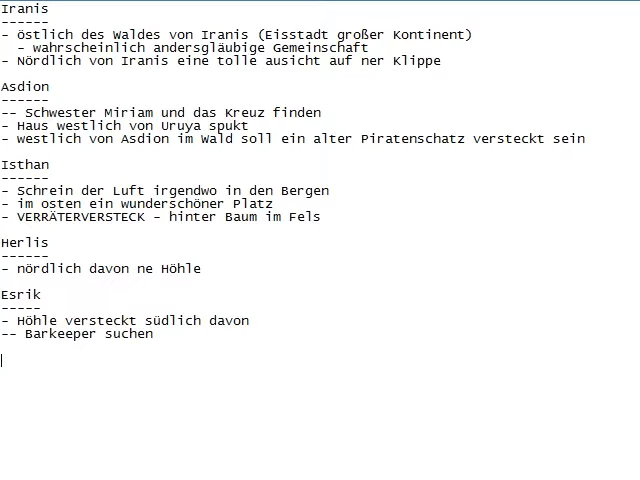 Iranis
------
- östlich des Waldes von Iranis (Eisstadt großer Kontinent)
  - wahrscheinlich andersgläubige Gemeinschaft
- Nördlich von Iranis eine tolle ausicht auf ner Klippe

Asdion
------
-- Schwester Miriam und das Kreuz finden
- Haus westlich von Uruya spukt
- westlich von Asdion im Wald soll ein alter Piratenschatz versteckt sein

Isthan
------
- Schrein der Luft irgendwo in den Bergen
- im osten ein wunderschöner Platz
- VERRÄTERVERSTECK - hinter Baum im Fels

Herlis
------
- nördlich davon ne Höhle

Esrik
-----
- Höhle versteckt südlich davon
-- Barkeeper suchen